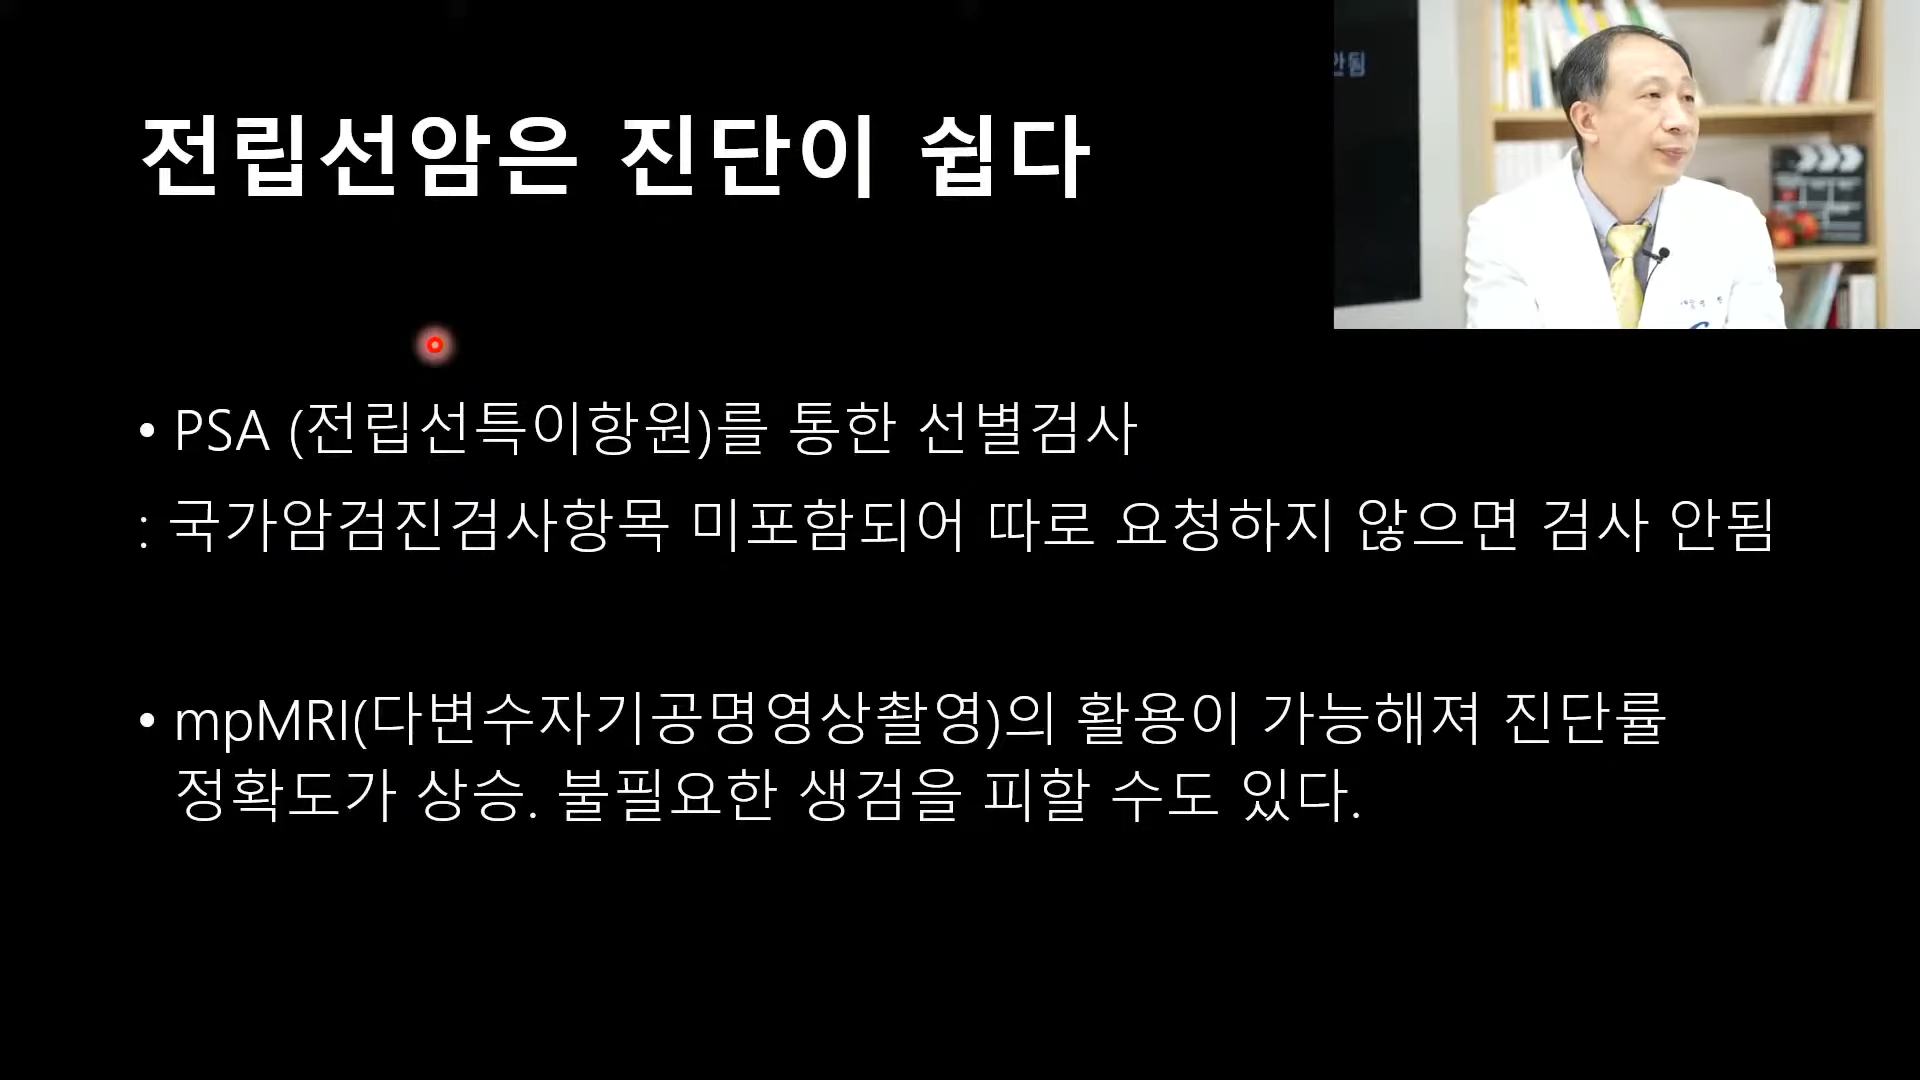 전립선암은 진단이 쉽다
안됨
• PSA (전립선특이항원)를 통한 선별검사
: 국가암검진검사항목 미포함되어 따로 요청하지 않으면 검사 안됨
• mpMRI(다변수자기공명영상촬영)의 활용이 가능해져 진단률
정확도가 상승. 불필요한 생검을 피할 수도 있다.